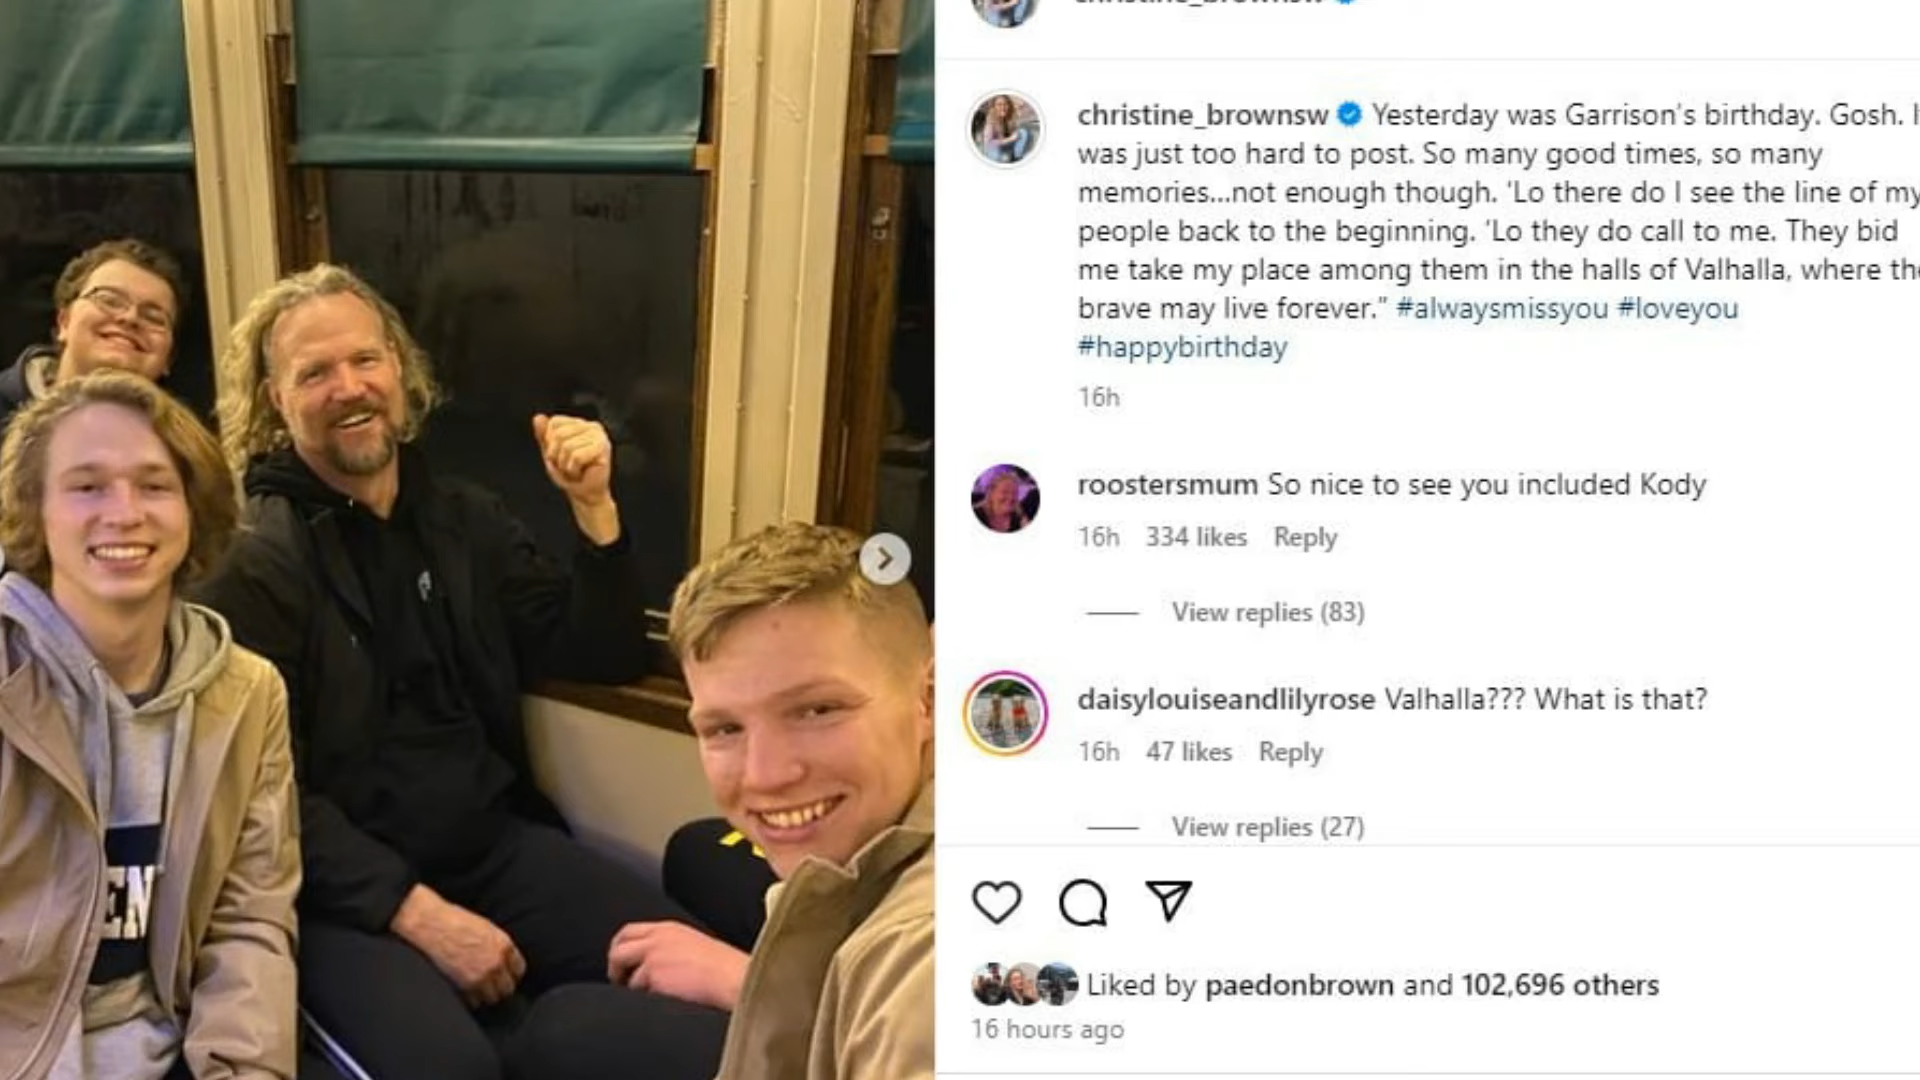 christine_brownsw Yesterday was Garrison's birthday. Gosh.
was just too hard to post. So many good times, so many
memories...not enough though. 'Lo there do I see the line of my
people back to the beginning. 'Lo they do call to me. They bid
me take my place among them in the halls of Valhalla, where
brave may live forever." #alwaysmissyou #loveyou
#happybirthday
16h
roostersmum So nice to see you included Kody
16h 334 likes Reply
View replies (83)
daisylouiseandlilyrose Valhalla??? What is that?
16h 47 likes Reply
View replies (27)
EN
Liked by paedonbrown and 102,696 others
16 hours ago